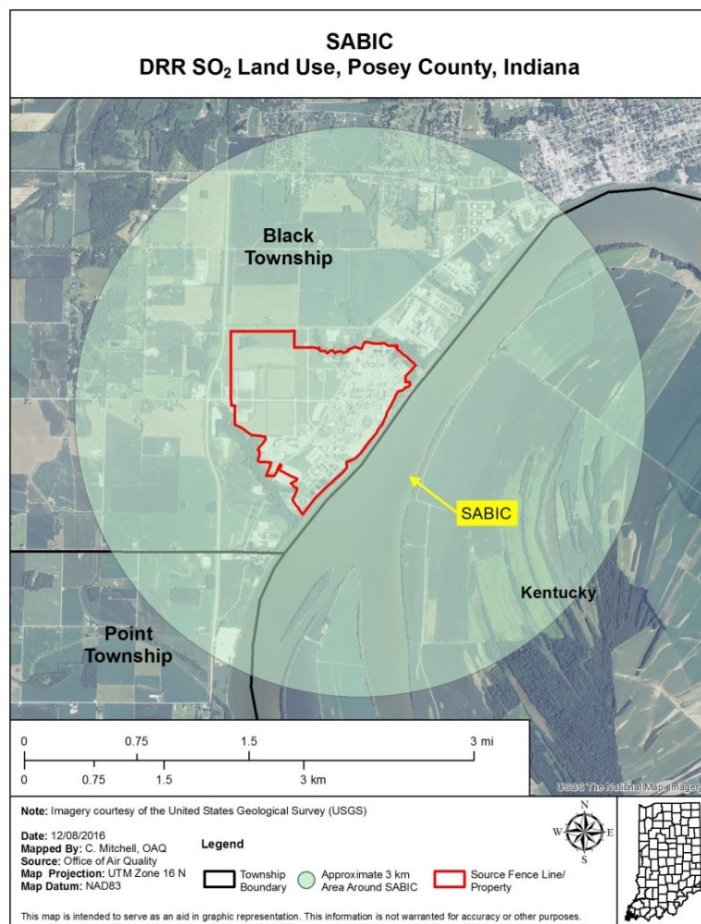 SABIC
DRR SO₂ Land Use, Posey County, Indiana
Black
Township
SABIC
Kentucky
Point
Township
0 0.75 1.5 3 mi
0 0.75 1.5 3 km
USGS The National Map: Imagery
Note: Imagery courtesy of the United States Geological Survey (USGS)
Date: 12/08/2016
Mapped By: C. Mitchell, OAQ
Source: Office of Air Quality
Map Projection: UTM Zone 16 N
Map Datum: NAD83
Legend
Township
Boundary
Approximate 3 km
Area Around SABIC
Source Fence Line/
Property
N
W E
S
This map is intended to serve as an aid in graphic representation. This information is not warranted for accuracy or other purposes.